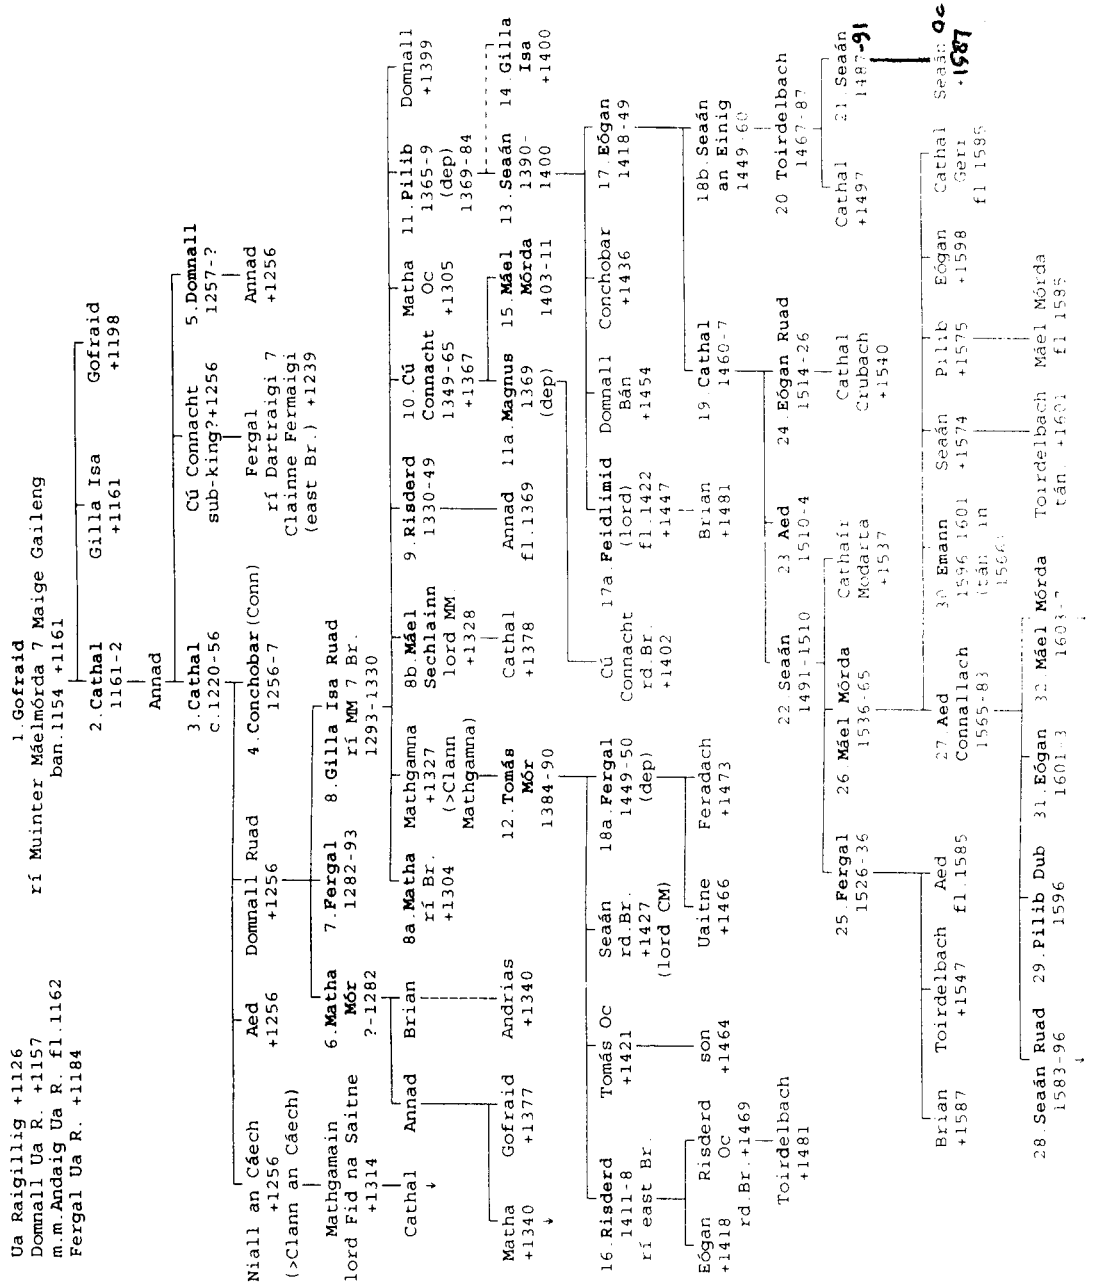 Ua Raigillig +1126
Domnall Ua R. +1157
m.m.Andaig Ua R. fl.1162
Fergal Ua R. +1184
1.Gofraid
rí Muinter Máelmórda 7 Maige Gaileng
ban.1154 +1161
2.Cathal
1161-2
Gilla Isa
+1161
Gofraid
+1198
Annad
3.Cathal
c.1220-56
Cú Connacht
sub-king?+1256
5.Domnall
1257-?
Fergal
rí Dartraigi 7
Clainne Fermaigi
(east Br.) +1239
Annad
+1256
Niall an Cáech
+1256
(>Clann an Cáech)
Aed
+1256
Domnall Ruad
+1256
4.Conchobar(Conn)
1256-7
Mathgamain
lord Fid na Saitne
+1314
6.Matha
Mór
?-1282
7.Fergal
1282-93
8.Gilla Isa Ruad
rí MM 7 Br.
1293-1330
Cathal
↓
Annad
Brian
8a.Matha
rí Br.
+1304
Mathgamna
+1327
(>Clann
Mathgamna)
8b.Máel
Sechlainn
lord MM.
+1328
9.Risderd
1330-49
10.Cú
Connacht
1349-65
+1367
Matha
Oc
+1305
11.Pilib
1365-9
(dep)
1369-84
Domnall
+1399
Matha
+1340
↓
Gofraid
+1377
Andrias
+1340
12.Tomás
Mór
1384-90
Cathal
+1378
Annad
fl.1369
11a.Magnus
1369
(dep)
15.Máel
Mórda
1403-11
13.Seaán
1390-
1400
14 Gilla
Isa
+1400
16.Risderd
1411-8
rí east Br.
Tomás Oc
+1421
Seaán
rd.Br.
+1427
(lord CM)
18a.Fergal
1449-50
(dep)
Cú
Connacht
rd.Br.
+1402
17a.Feidlimid
(lord)
fl.1422
+1447
Domnall
Bán
+1454
Conchobar
+1436
17.Eógan
1418-49
Eógan
+1418
Risderd
Oc
rd.Br.+1469
son
+1464
Uaitne
+1466
Feradach
+1473
Brian
+1481
19.Cathal
1460-7
18b.Seaán
an Einig
1449-60
Toirdelbach
+1481
22.Seaán
1491-1510
23 Aed
1510-4
24.Eógan Ruad
1514-26
20 Toirdelbach
1467-87
25.Fergal
1526-36
26.Máel Mórda
1536-65
Cathaír
Modarta
+1537
Cathal
Crubach
+1540
Cathal
+1497
21.Seaán
1487-91
Brian
+1587
Toirdelbach
+1547
Aed
fl.1585
27.Aed
Connallach
1565-83
30 Emann
1596 1601
(tán. in
Seaán
+1574
Pilib
+1575
Eógan
+1598
Cathal
Gerr
fl 1585
Seaán Oc
+1587
28.Seán Ruad
1583-96
↓
29.Pilib Dub
1596
31.Eógan
1601-3
32.Máel Mórda
1603-7
↓
Toirdelbach
tán. +1601
Máel Mórda
fl 1585